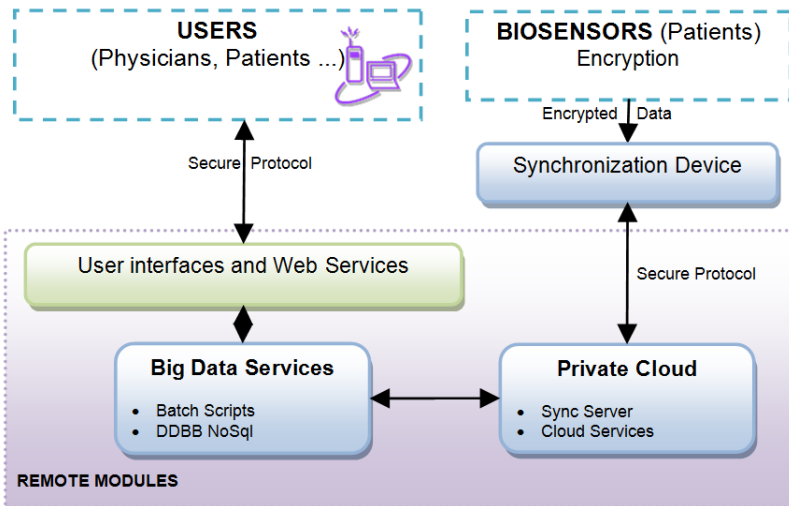 USERS
(Physicians, Patients ...)
BIOSENSORS (Patients)
Encryption
Encrypted Data
Secure Protocol
Synchronization Device
User interfaces and Web Services
Secure Protocol
Big Data Services
• Batch Scripts
• DDBB NoSql
Private Cloud
• Sync Server
• Cloud Services
REMOTE MODULES